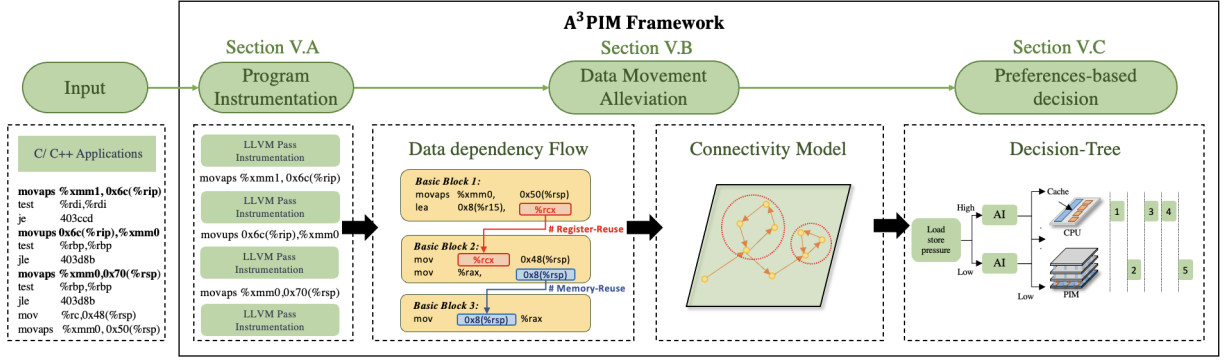 A³PIM Framework
Section V.A
Section V.B
Section V.C
Input
Program
Instrumentation
Data Movement
Alleviation
Preferences-based
decision
C/ C++ Applications
movaps %xmm1, 0x6c(%rip)
test %rdi,%rdi
je 403ccd
movups 0x6c(%rip),%xmm0
test %rbp,%rbp
jle 403d8b
movaps %xmm0,0x70(%rsp)
test %rbp,%rbp
jle 403d8b
mov %rc,0x48(%rsp)
movaps %xmm0, 0x50(%rsp)
LLVM Pass
Instrumentation
movaps %xmm1, 0x6c(%rip)
LLVM Pass
Instrumentation
movups 0x6c(%rip),%xmm0
LLVM Pass
Instrumentation
movaps %xmm0,0x70(%rsp)
LLVM Pass
Instrumentation
Data dependency Flow
Basic Block 1:
movaps %xmm0, 0x50(%rsp)
lea 0x8(%r15), %rcx
# Register-Reuse
Basic Block 2:
mov %rcx 0x48(%rsp)
mov %rax, 0x8(%rsp)
# Memory-Reuse
Basic Block 3:
mov 0x8(%rsp) %rax
Connectivity Model
Decision-Tree
Load
store
pressure
High
Low
AI
AI
Cache
CPU
Low
PIM
1
3
4
2
5